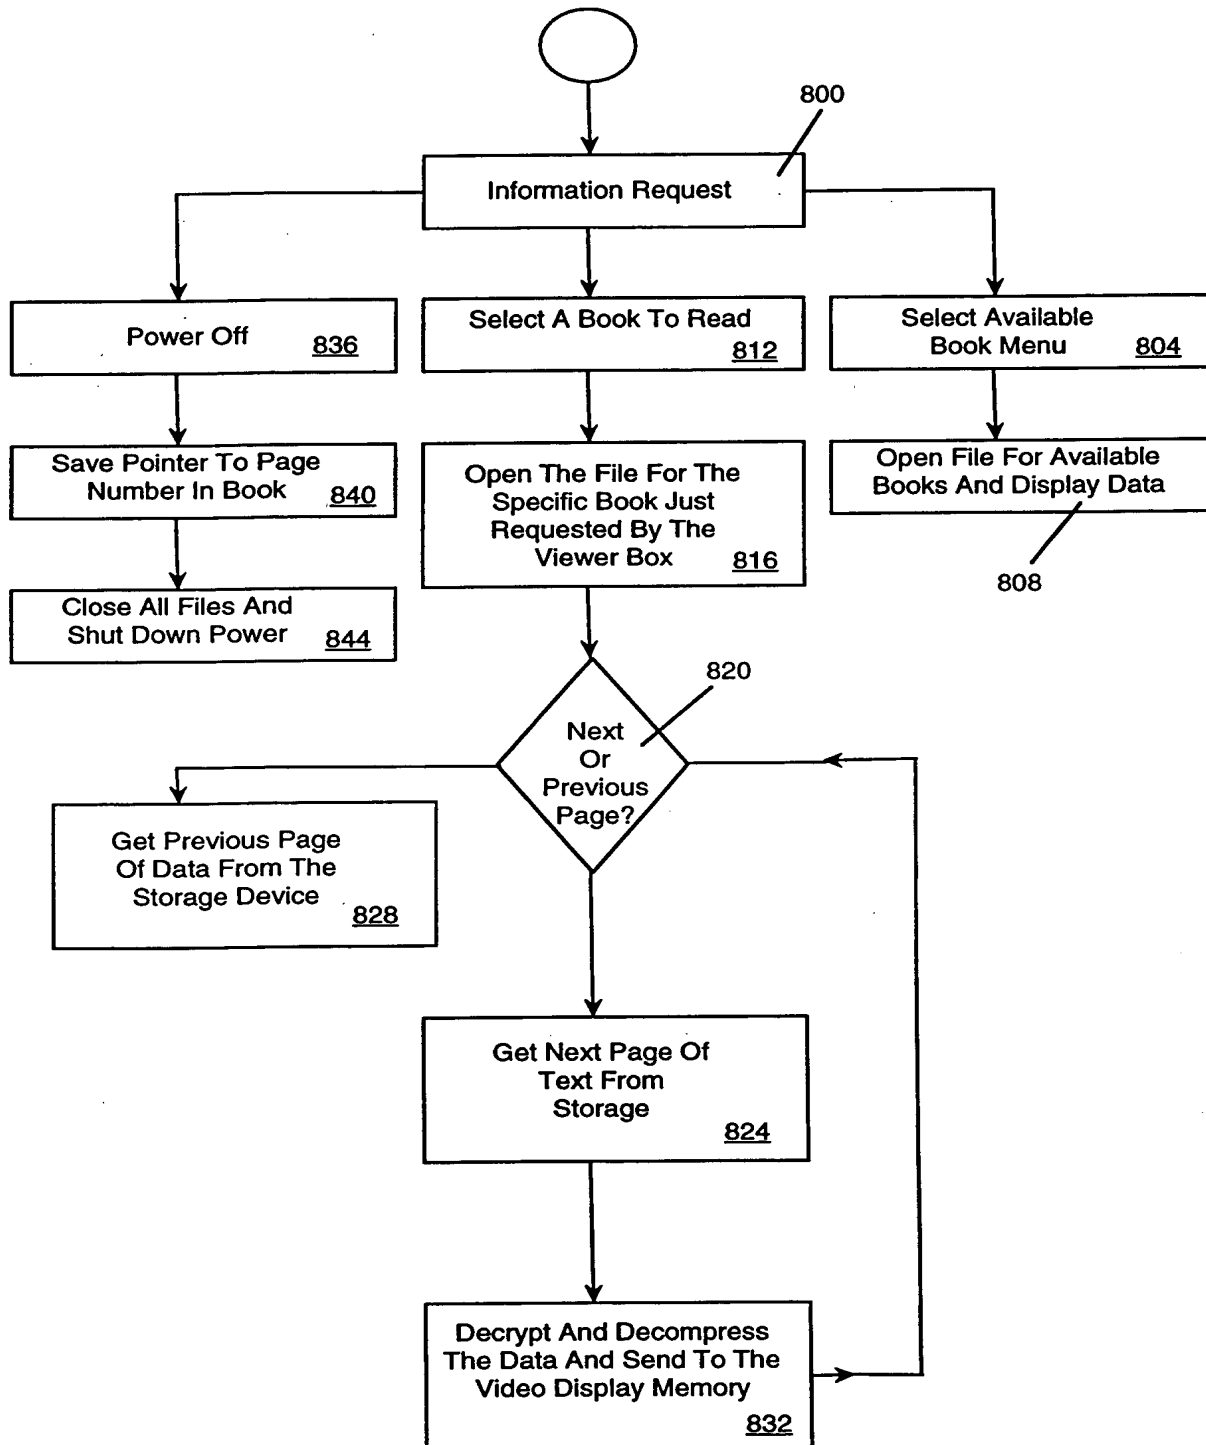 800
Information Request
Power Off
836
Select A Book To Read
812
Select Available
Book Menu
804
Save Pointer To Page
Number In Book
840
Open The File For The
Specific Book Just
Requested By The
Viewer Box
816
Open File For Available
Books And Display Data
808
Close All Files And
Shut Down Power
844
820
Next
Or
Previous
Page?
Get Previous Page
Of Data From The
Storage Device
828
Get Next Page Of
Text From
Storage
824
Decrypt And Decompress
The Data And Send To The
Video Display Memory
832